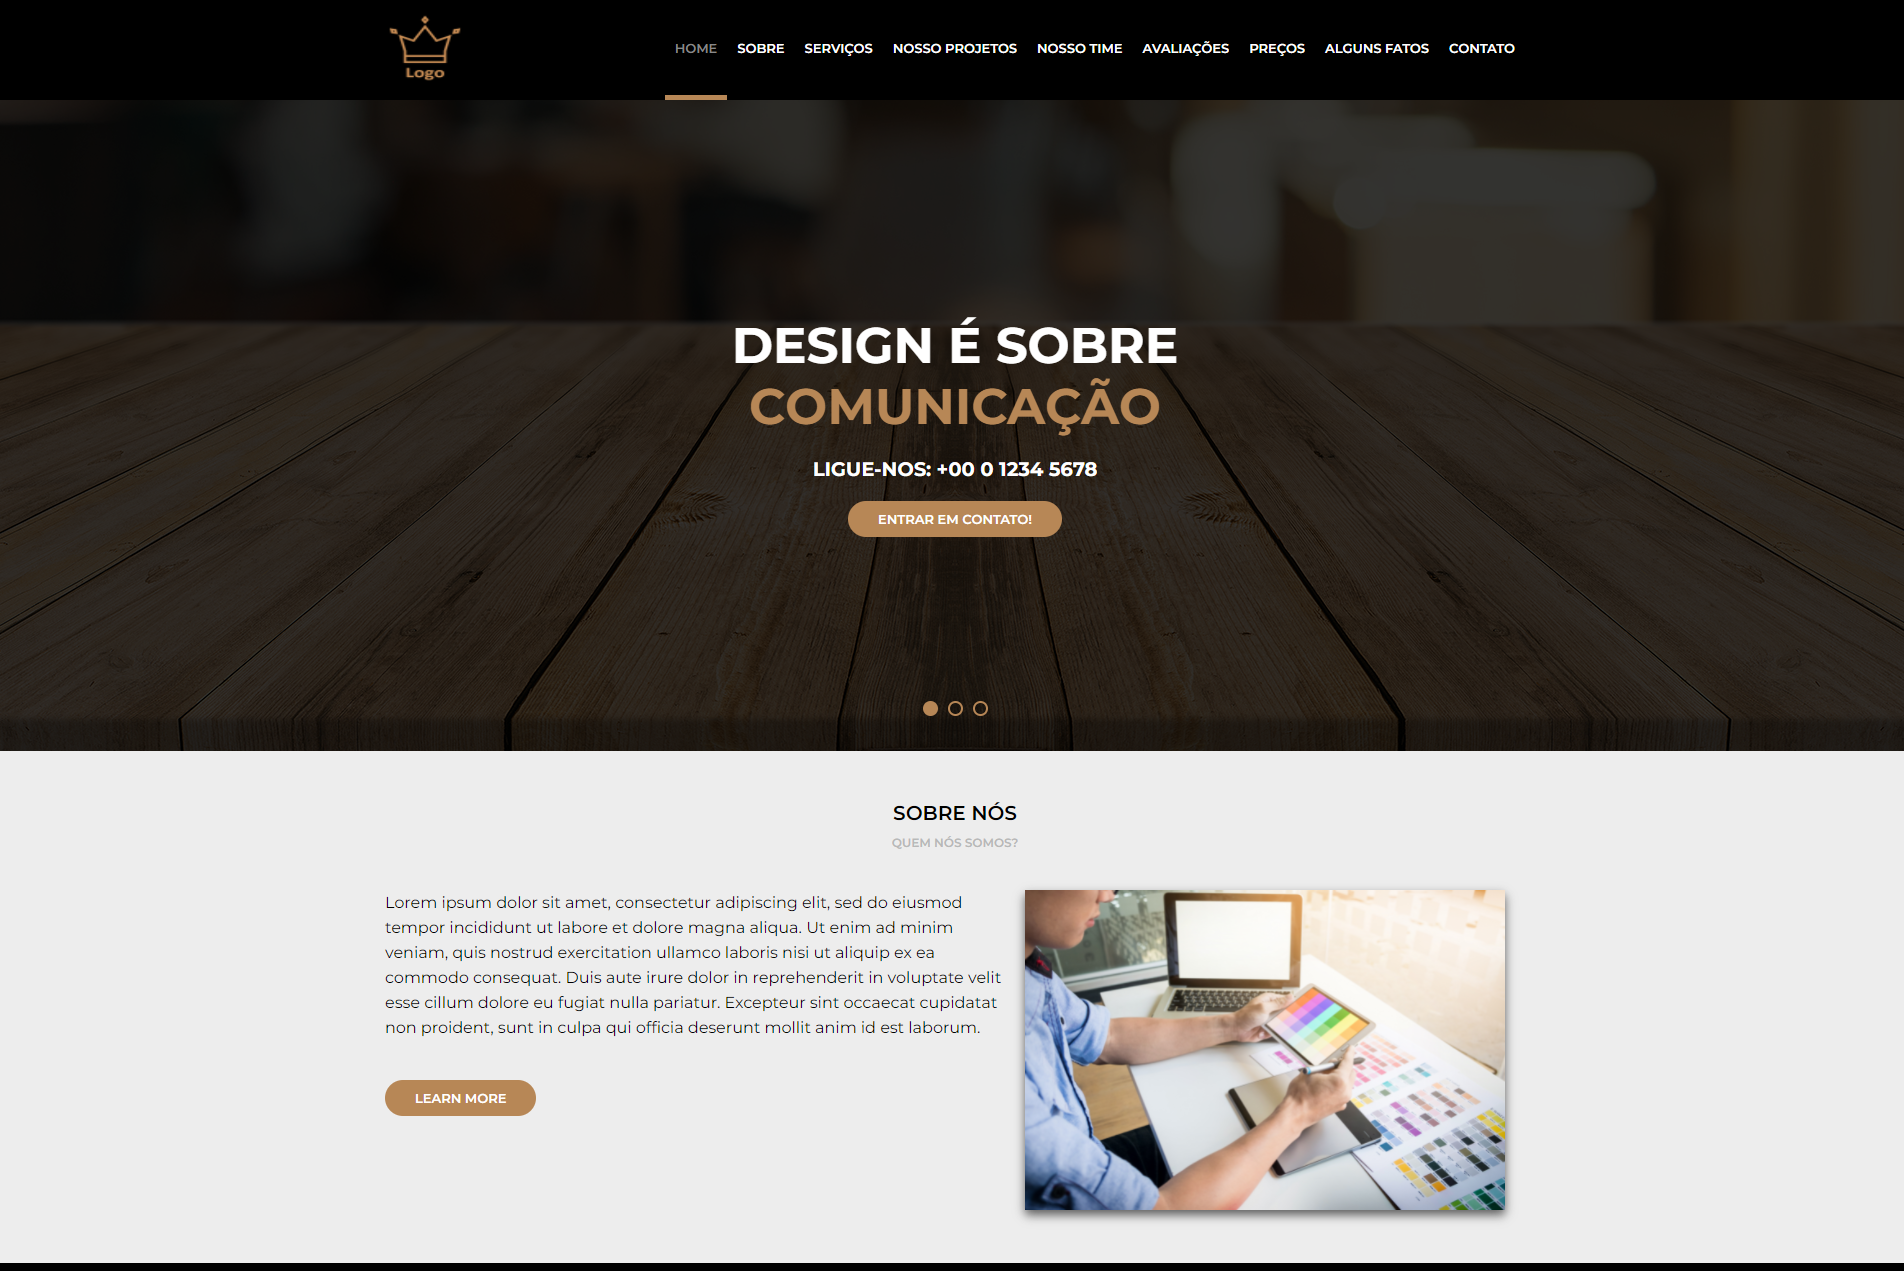 Logo
HOME SOBRE SERVIÇOS NOSSO PROJETOS NOSSO TIME AVALIAÇÕES PREÇOS ALGUNS FATOS CONTATO
DESIGN É SOBRE
COMUNICAÇÃO
LIGUE-NOS: +00 0 1234 5678
ENTRAR EM CONTATO!
SOBRE NÓS
QUEM NÓS SOMOS?
Lorem ipsum dolor sit amet, consectetur adipiscing elit, sed do eiusmod
tempor incididunt ut labore et dolore magna aliqua. Ut enim ad minim
veniam, quis nostrud exercitation ullamco laboris nisi ut aliquip ex ea
commodo consequat. Duis aute irure dolor in reprehenderit in voluptate velit
esse cillum dolore eu fugiat nulla pariatur. Excepteur sint occaecat cupidatat
non proident, sunt in culpa qui officia deserunt mollit anim id est laborum.
LEARN MORE